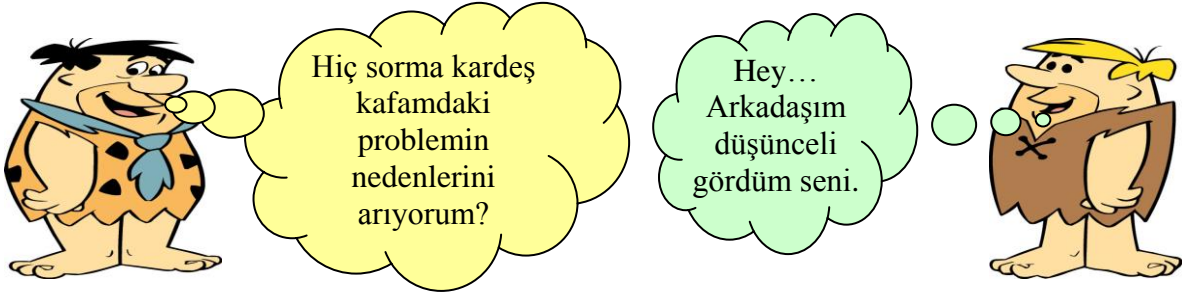 Hiç sorma kardeş
kafamdaki
problemin
nedenlerini
arıyorum?
Hey…
Arkadaşım
düşünceli
gördüm seni.